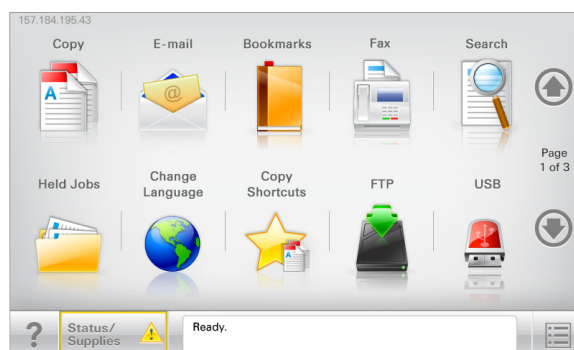 157.184.195.43
Copy
E-mail
Bookmarks
Fax
Search
A
@
Page
1 of 3
Held Jobs
Change
Language
Copy
Shortcuts
FTP
USB
A
?
Status/
Supplies
!
Ready.